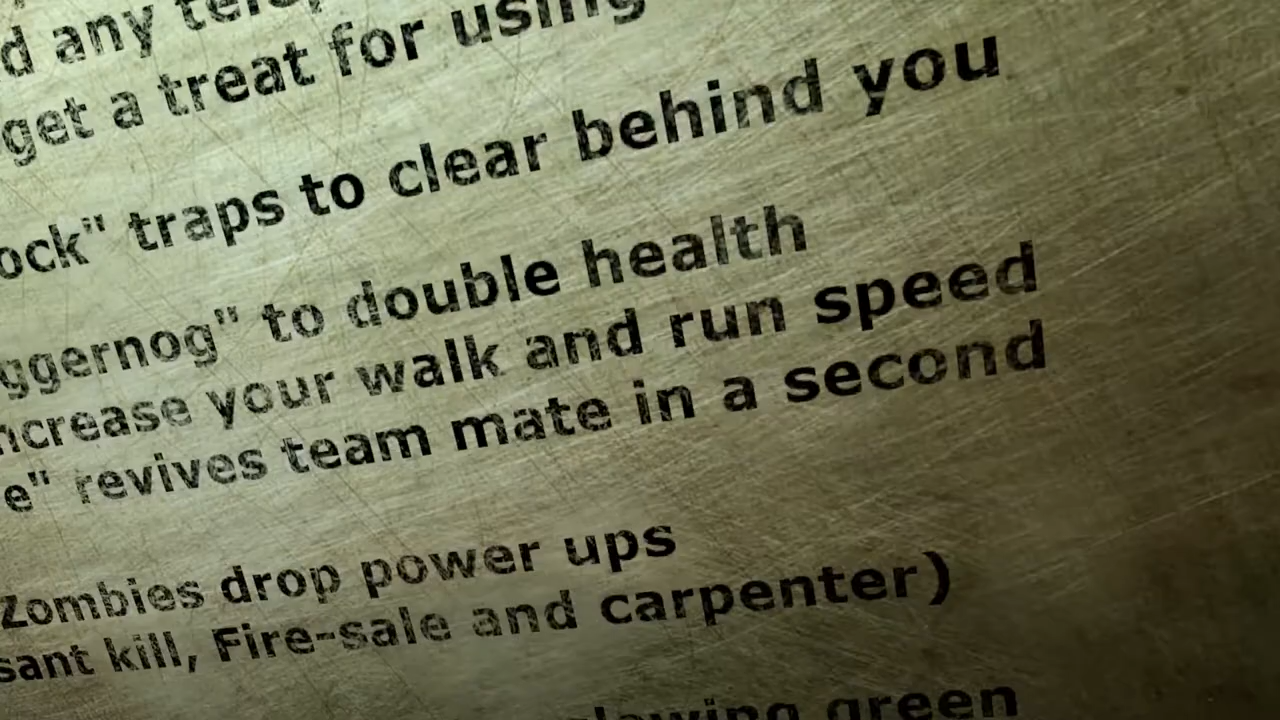 d any
get a treat for using
ock" traps to clear behind you
ggernog" to double health
ncrease your walk and run speed
e" revives team mate in a second
Zombies drop power ups
sant kill, Fire-sale and carpenter)
green